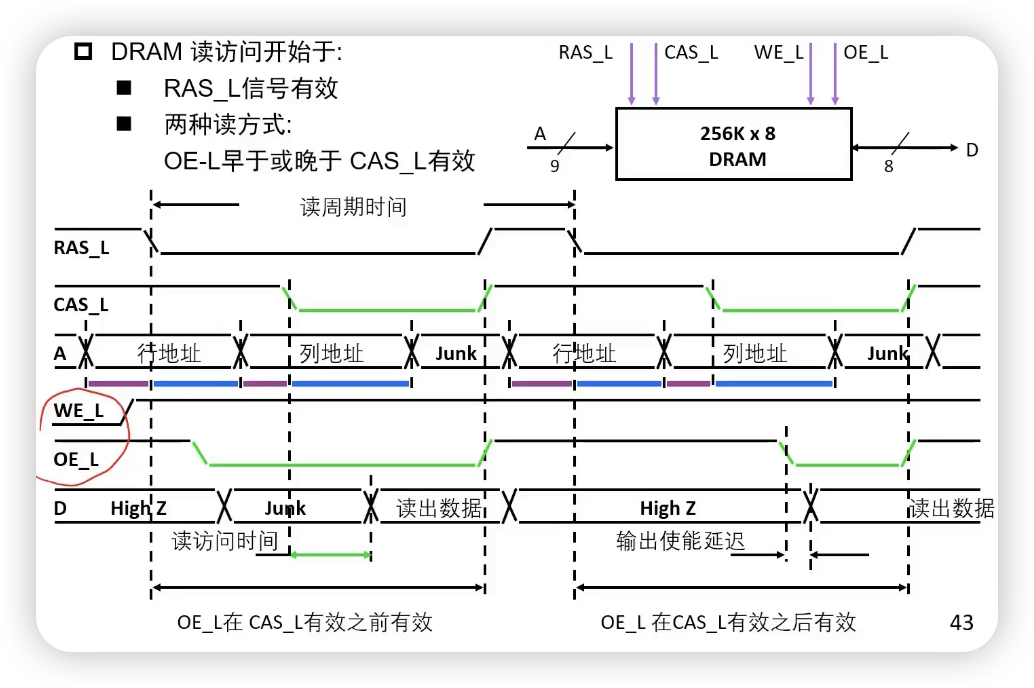 DRAM 读访问开始于:
RAS_L信号有效
两种读方式:
OE-L早于或晚于 CAS_L有效
RAS_L CAS_L WE_L OE_L
256K x 8
DRAM
A
9
8
D
读周期时间
RAS_L
CAS_L
A 行地址 列地址 Junk 行地址 列地址 Junk
WE_L
OE_L
D High Z Junk 读出数据 High Z 读出数据
读访问时间 输出使能延迟
OE_L在 CAS_L有效之前有效 OE_L 在CAS_L有效之后有效
43